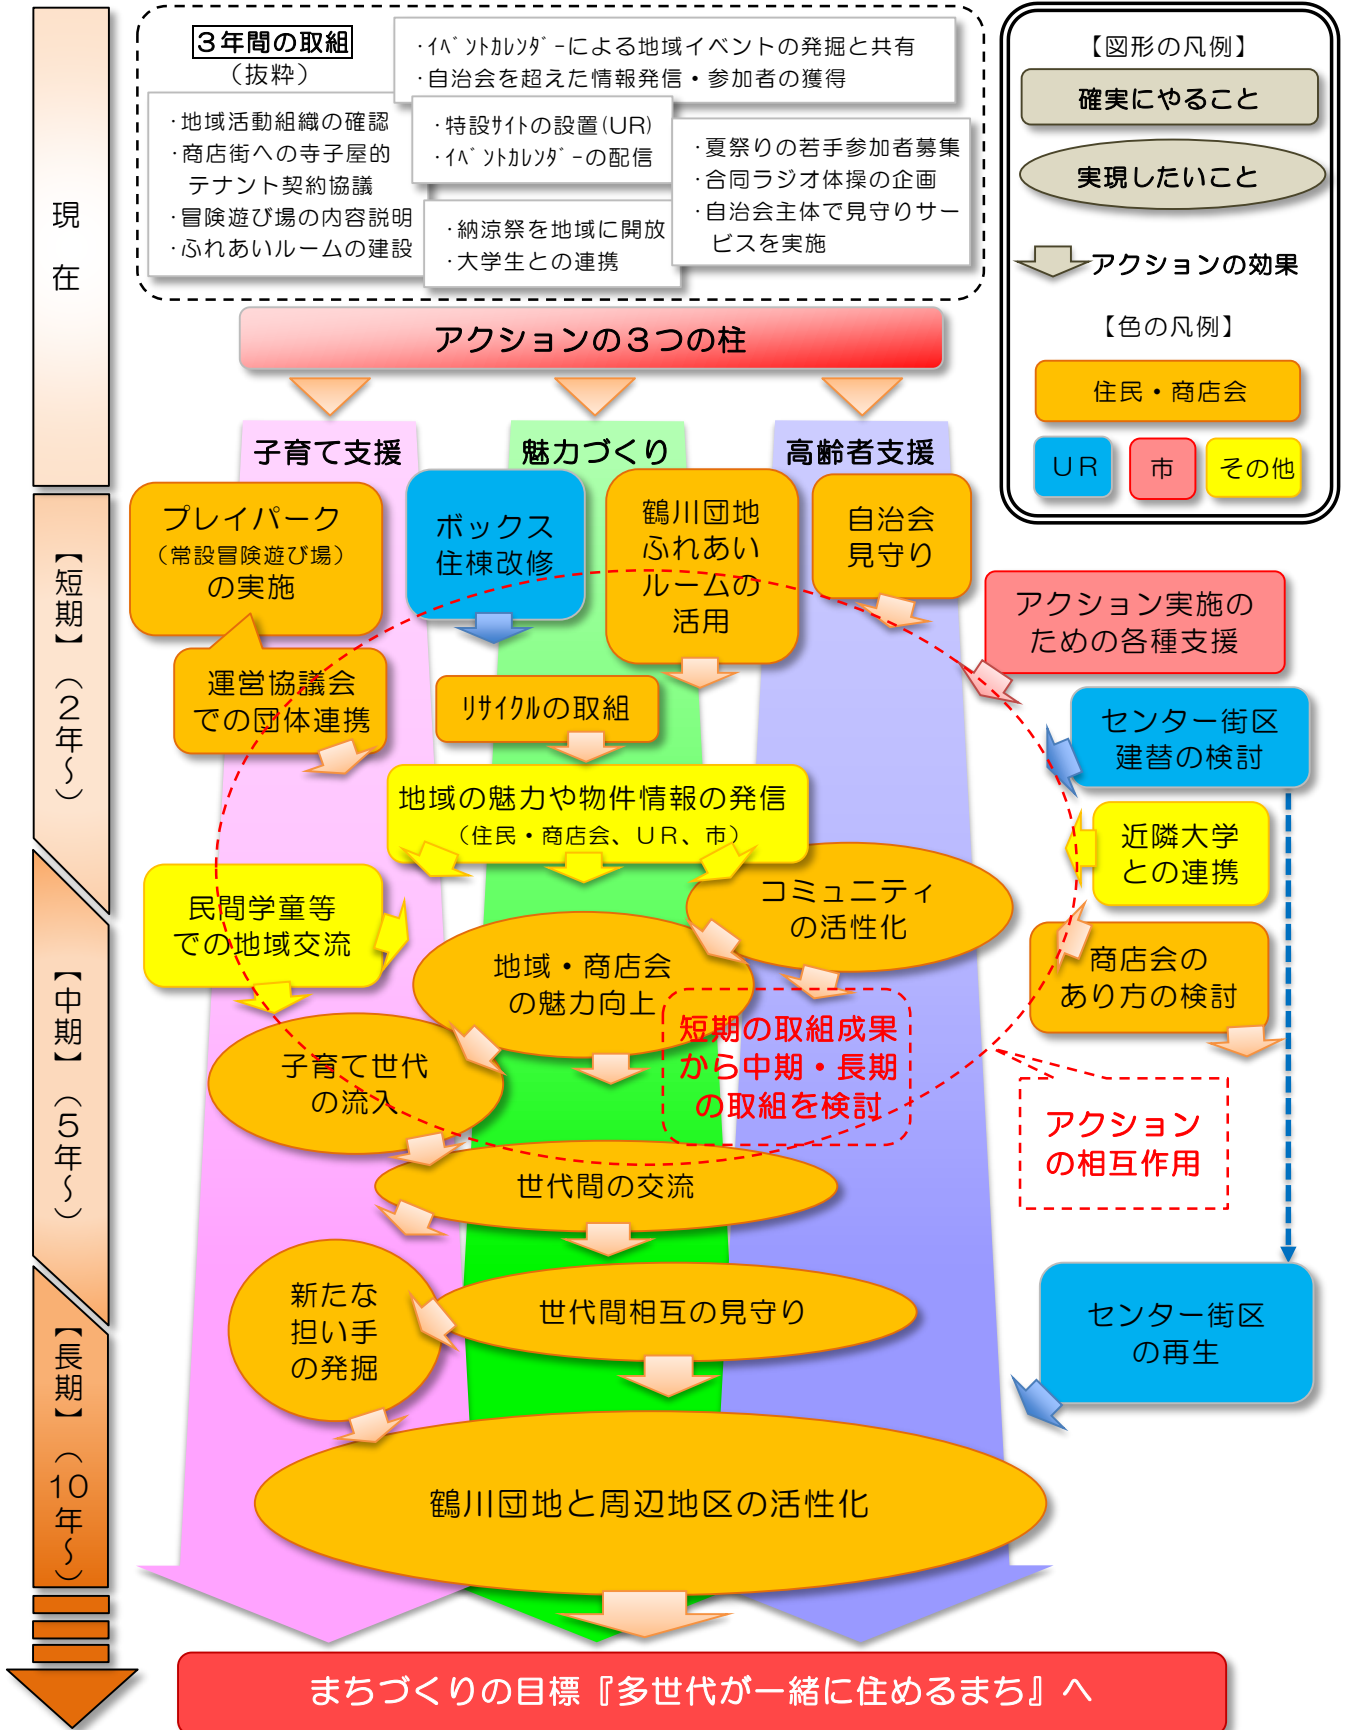 3年間の取組
(抜粋)
・ｲﾍﾞﾝﾄｶﾚﾝﾀﾞｰによる地域イベントの発掘と共有
・自治会を超えた情報発信・参加者の獲得
・地域活動組織の確認
・商店街への寺子屋的
テナント契約協議
・冒険遊び場の内容説明
・ふれあいルームの建設
・特設ｻｲﾄの設置(UR)
・ｲﾍﾞﾝﾄｶﾚﾝﾀﾞｰの配信
・納涼祭を地域に開放
・大学生との連携
・夏祭りの若手参加者募集
・合同ラジオ体操の企画
・自治会主体で見守りサー
ビスを実施
【図形の凡例】
確実にやること
実現したいこと
アクションの効果
【色の凡例】
住民・商店会
UR
市
その他
現在
アクションの3つの柱
子育て支援
魅力づくり
高齢者支援
【短期】(2年～)
プレイパーク
(常設冒険遊び場)
の実施
運営協議会
での団体連携
ボックス
住棟改修
鶴川団地
ふれあい
ルームの
活用
自治会
見守り
アクション実施の
ための各種支援
ﾘｻｲｸﾙの取組
センター街区
建替の検討
地域の魅力や物件情報の発信
(住民・商店会、UR、市)
近隣大学
との連携
【中期】(5年～)
民間学童等
での地域交流
コミュニティ
の活性化
地域・商店会
の魅力向上
商店会の
あり方の検討
短期の取組成果
から中期・長期
の取組を検討
子育て世代
の流入
アクション
の相互作用
世代間の交流
【長期】(10年～)
新たな
担い手
の発掘
世代間相互の見守り
センター街区
の再生
鶴川団地と周辺地区の活性化
まちづくりの目標『多世代が一緒に住めるまち』へ